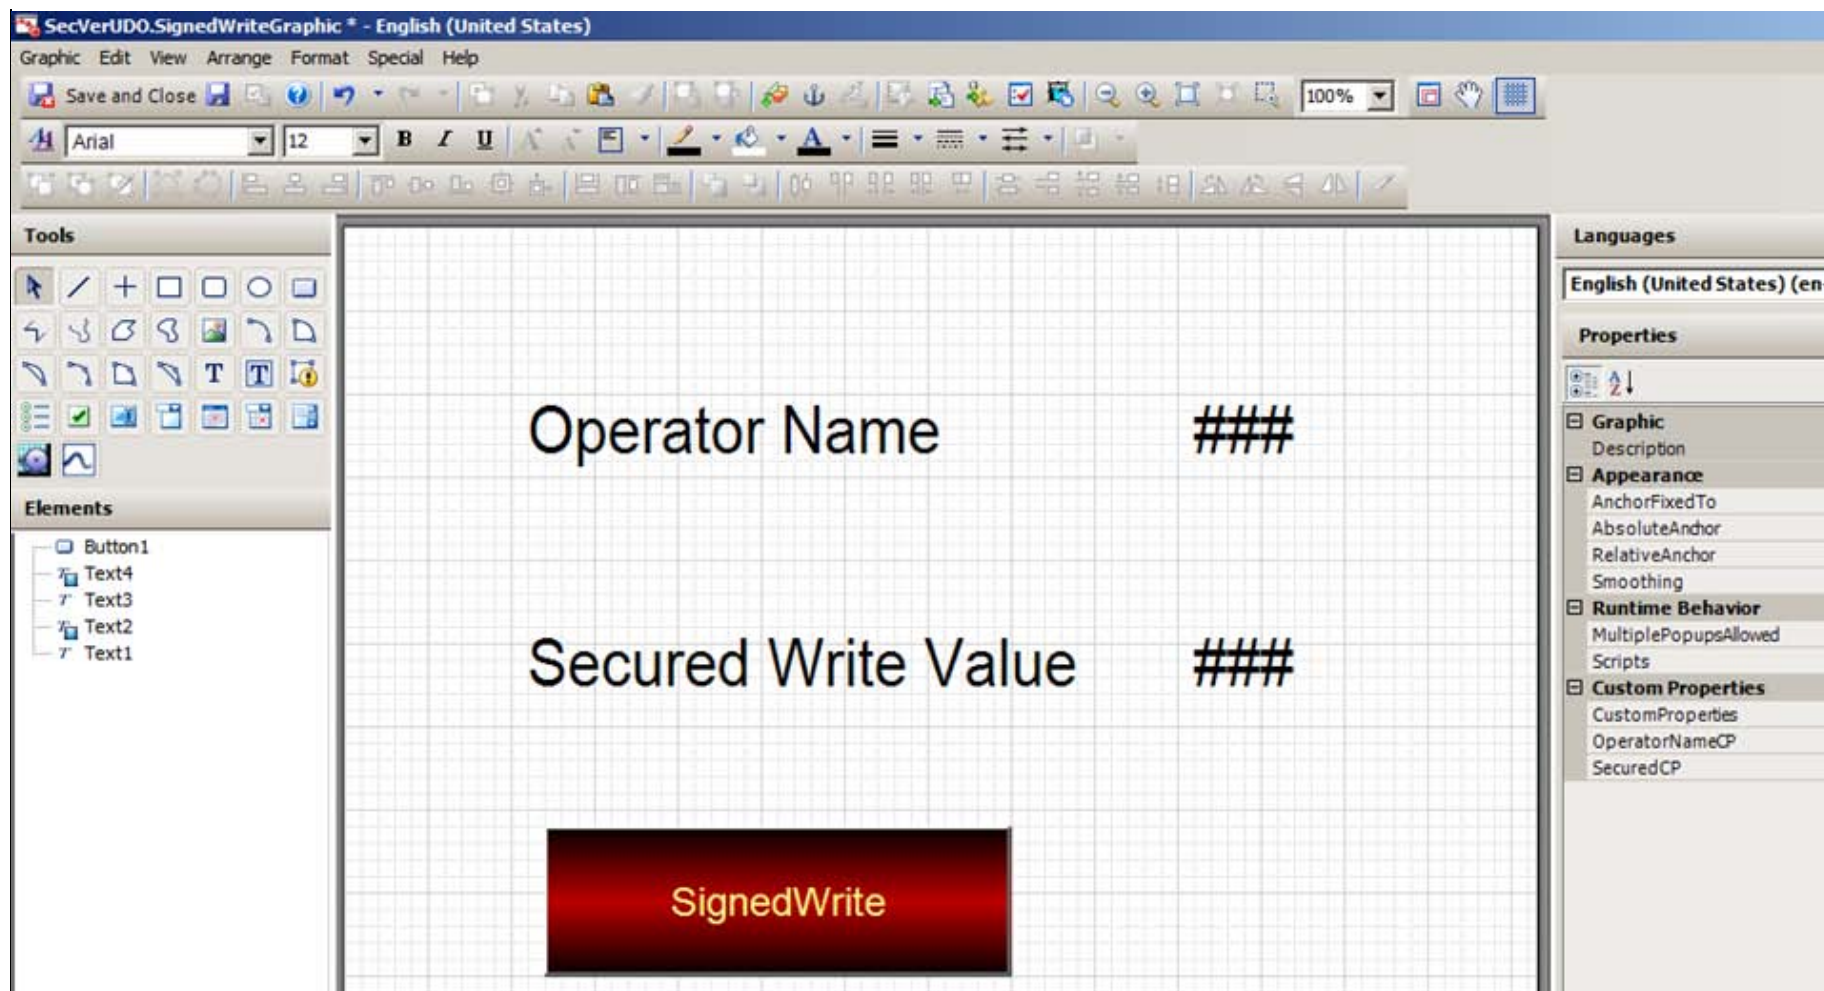 SecVerUDO.SignedWriteGraphic * - English (United States)
Graphic Edit View Arrange Format Special Help
Save and Close 100%
Arial 12 B I U A
Tools
T T
Elements
Button1
Text4
Text3
Text2
Text1
Operator Name ###
Secured Write Value ###
SignedWrite
Languages
English (United States) (en-
Properties
Graphic
Description
Appearance
AnchorFixedTo
AbsoluteAnchor
RelativeAnchor
Smoothing
Runtime Behavior
MultiplePopupsAllowed
Scripts
Custom Properties
CustomProperties
OperatorNameCP
SecuredCP